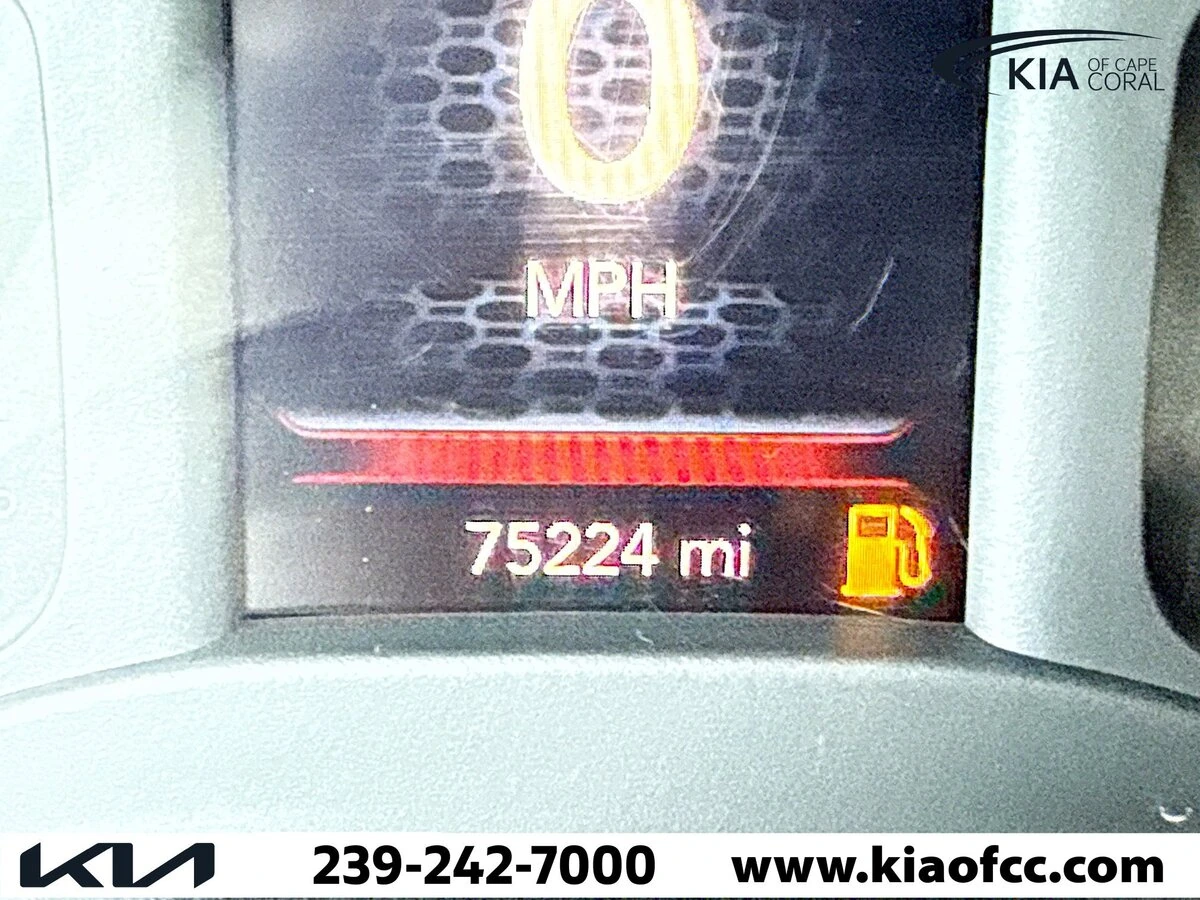 KIA OF CAPE CORAL
0
MPH
75224 mi
KIA 239-242-7000 www.kiaofcc.com